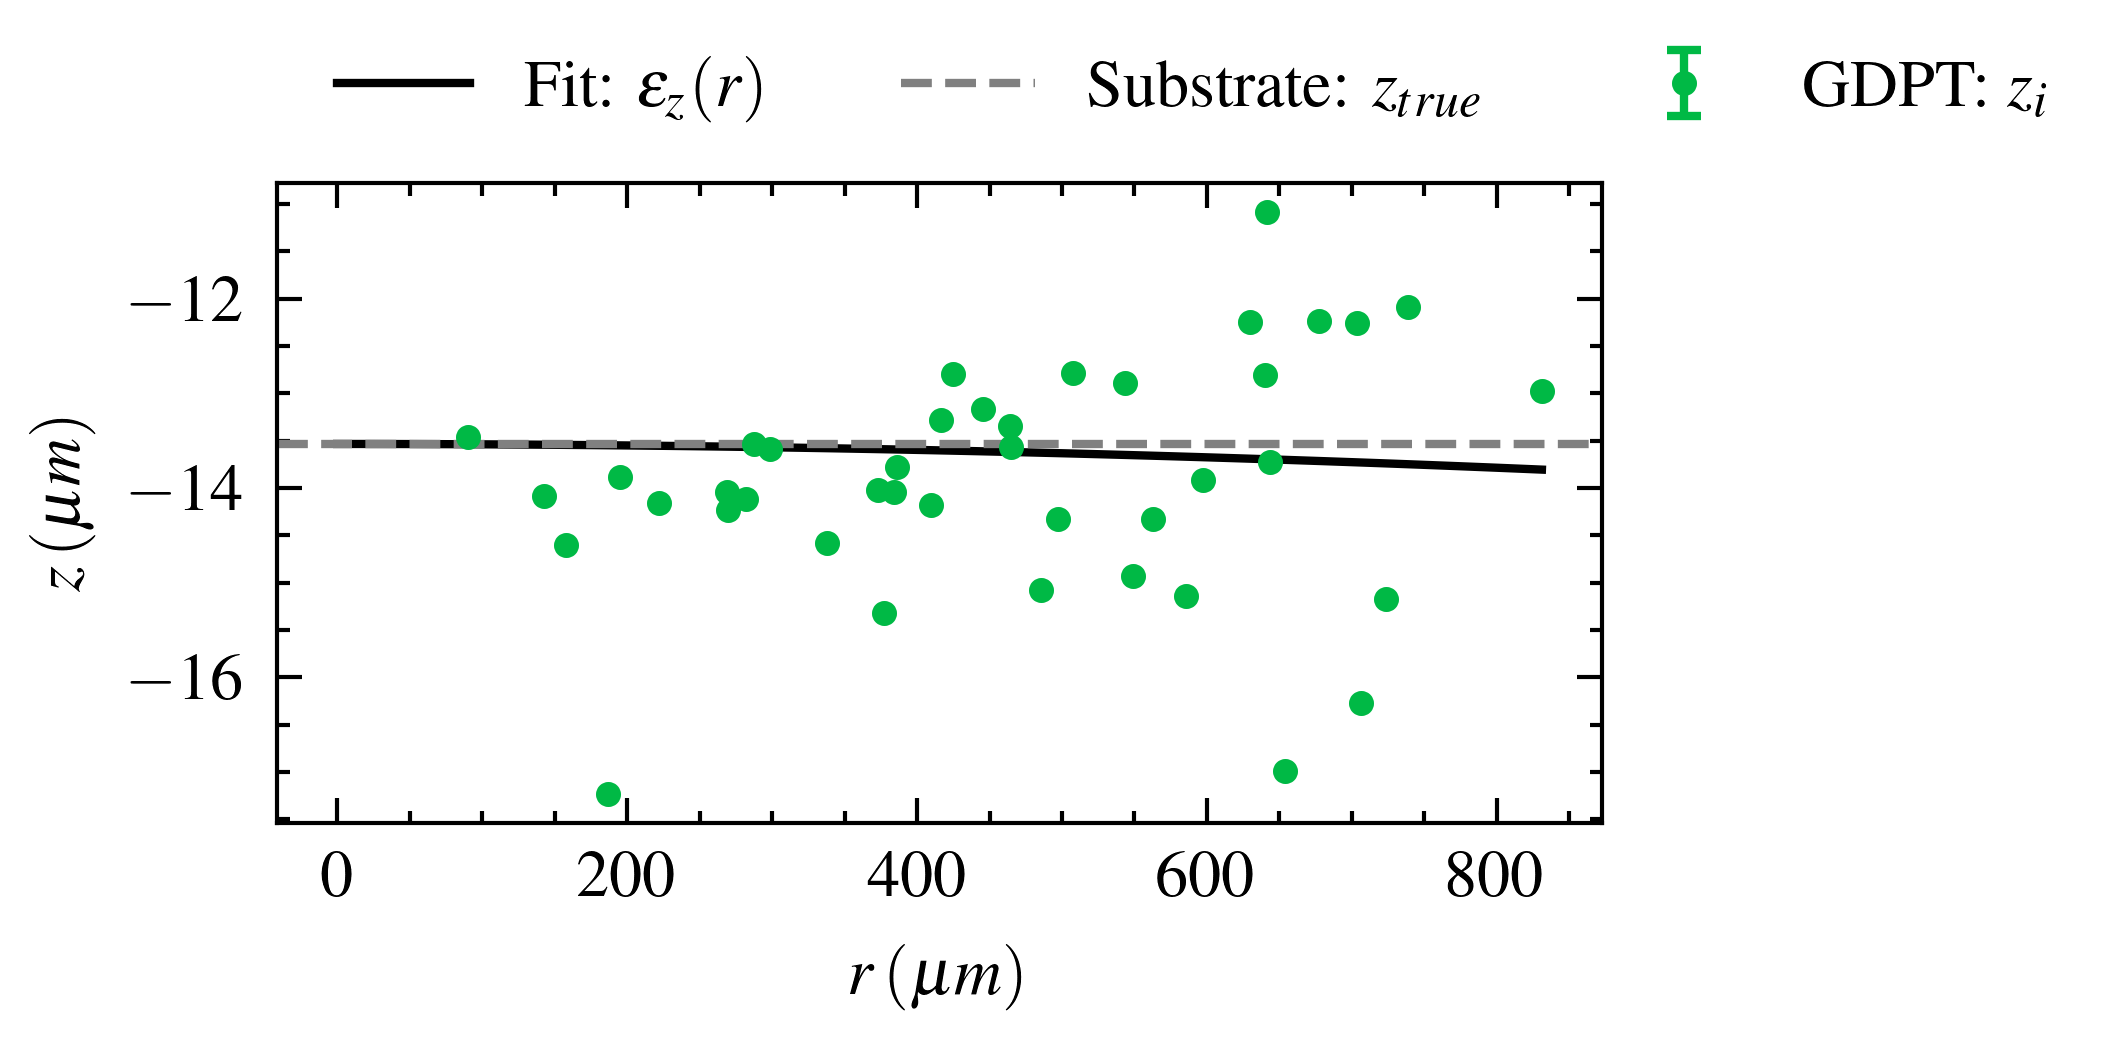 Fit: εz(r) Substrate: ztrue GDPT: zi
−12
−14
−16
z (μm)
0 200 400 600 800
r (μm)